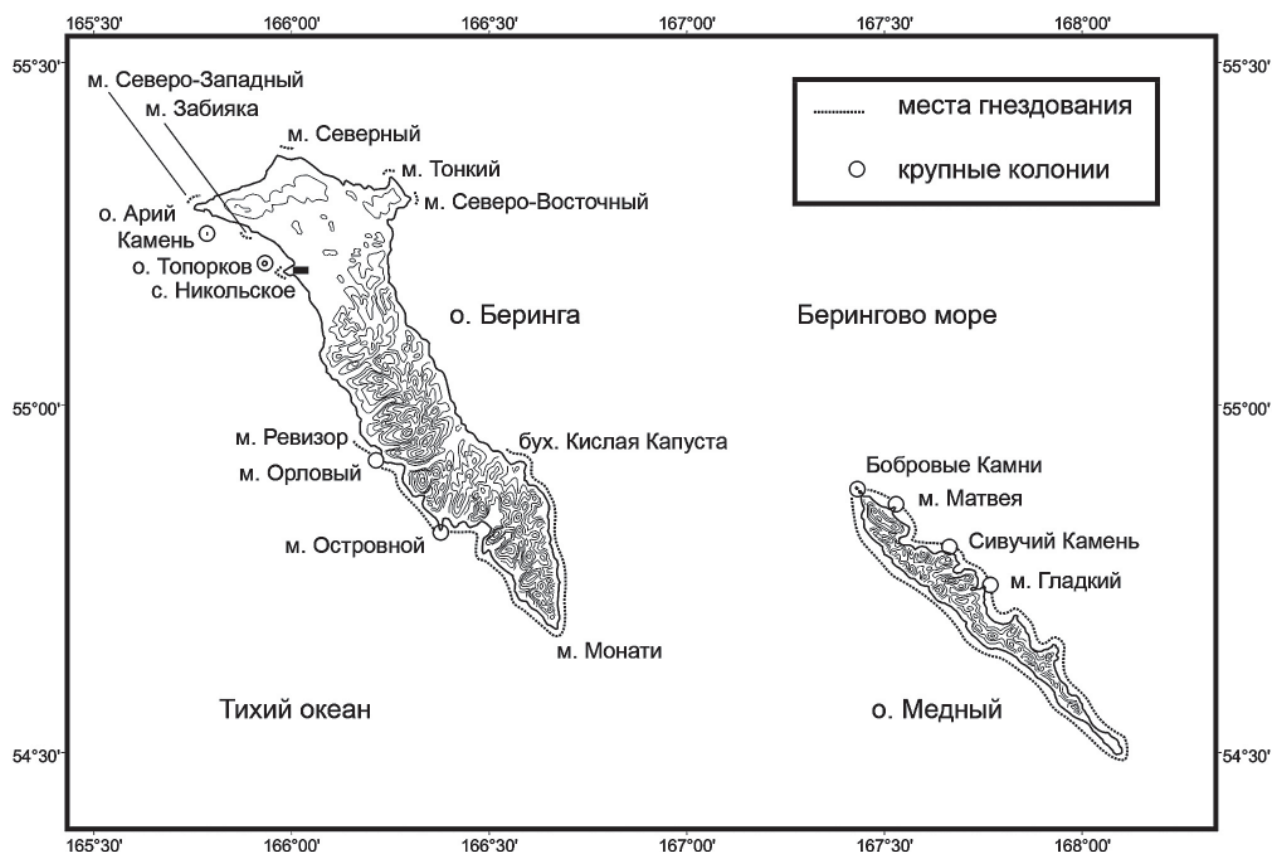 165°30'
166°00'
166°30'
167°00'
167°30'
168°00'
55°30'
55°30'
м. Северо-Западный
м. Забияка
м. Северный
м. Тонкий
м. Северо-Восточный
о. Арий
Камень
о. Топорков
с. Никольское
места гнездования
крупные колонии
о. Беринга
Берингово море
55°00'
55°00'
м. Ревизор
м. Орловый
бух. Кислая Капуста
м. Островной
Бобровые Камни
м. Матвея
Сивучий Камень
м. Гладкий
м. Монати
Тихий океан
о. Медный
54°30'
54°30'
165°30'
166°00'
166°30'
167°00'
167°30'
168°00'